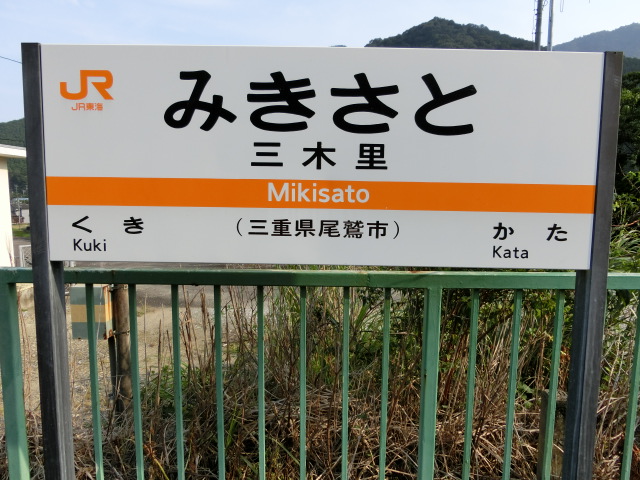 JR
JR東海
みきさと
三木里
Mikisato
くき (三重県尾鷲市) かた
Kuki Kata